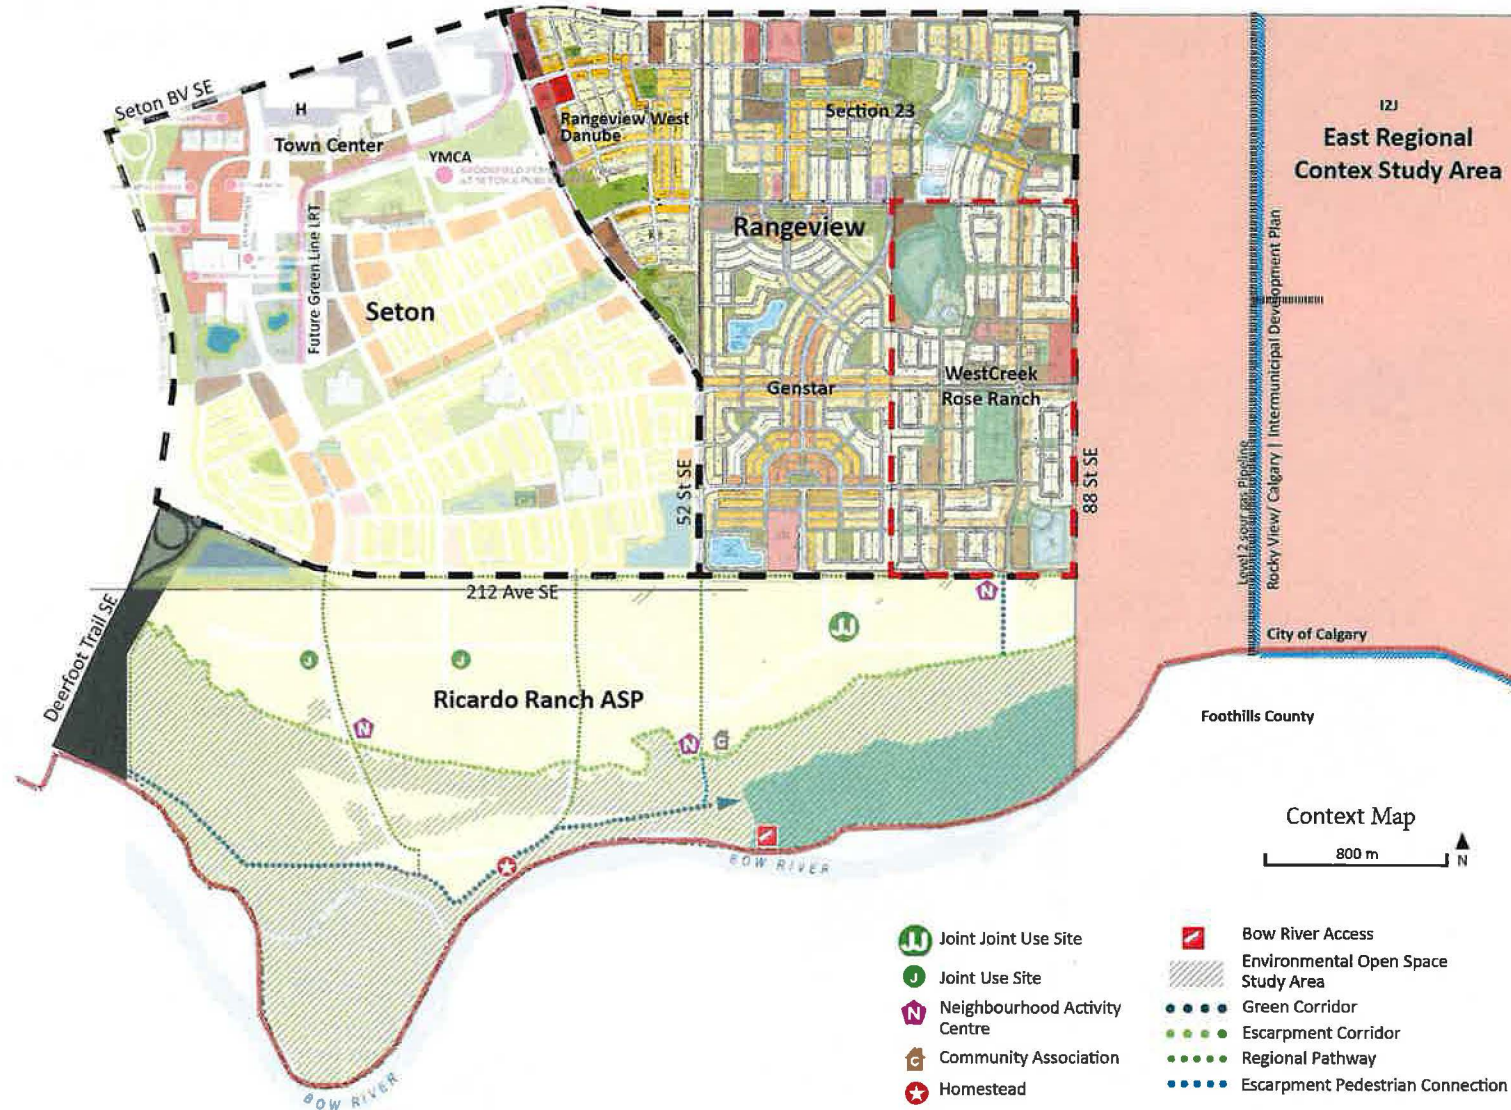 Seton BV SE
H
Town Center
YMCA
Future Green Line LRT
Seton
Rangeview West
Danube
Section 23
Rangeview
Genstar
WestCreek
Rose Ranch
52 St SE
88 St SE
I2J
East Regional
Contex Study Area
Level 2 sour gas Pipeline
Rocky View/ Calgary | Intermunicipal Development Plan
City of Calgary
Foothills County
212 Ave SE
Deerfoot Trail SE
N
JJ
J
J
Ricardo Ranch ASP
N
N
C
BOW RIVER
BOW RIVER
Context Map
800 m
N
JJ Joint Joint Use Site
J Joint Use Site
N Neighbourhood Activity
Centre
C Community Association
Homestead
Bow River Access
Environmental Open Space
Study Area
Green Corridor
Escarpment Corridor
Regional Pathway
Escarpment Pedestrian Connection